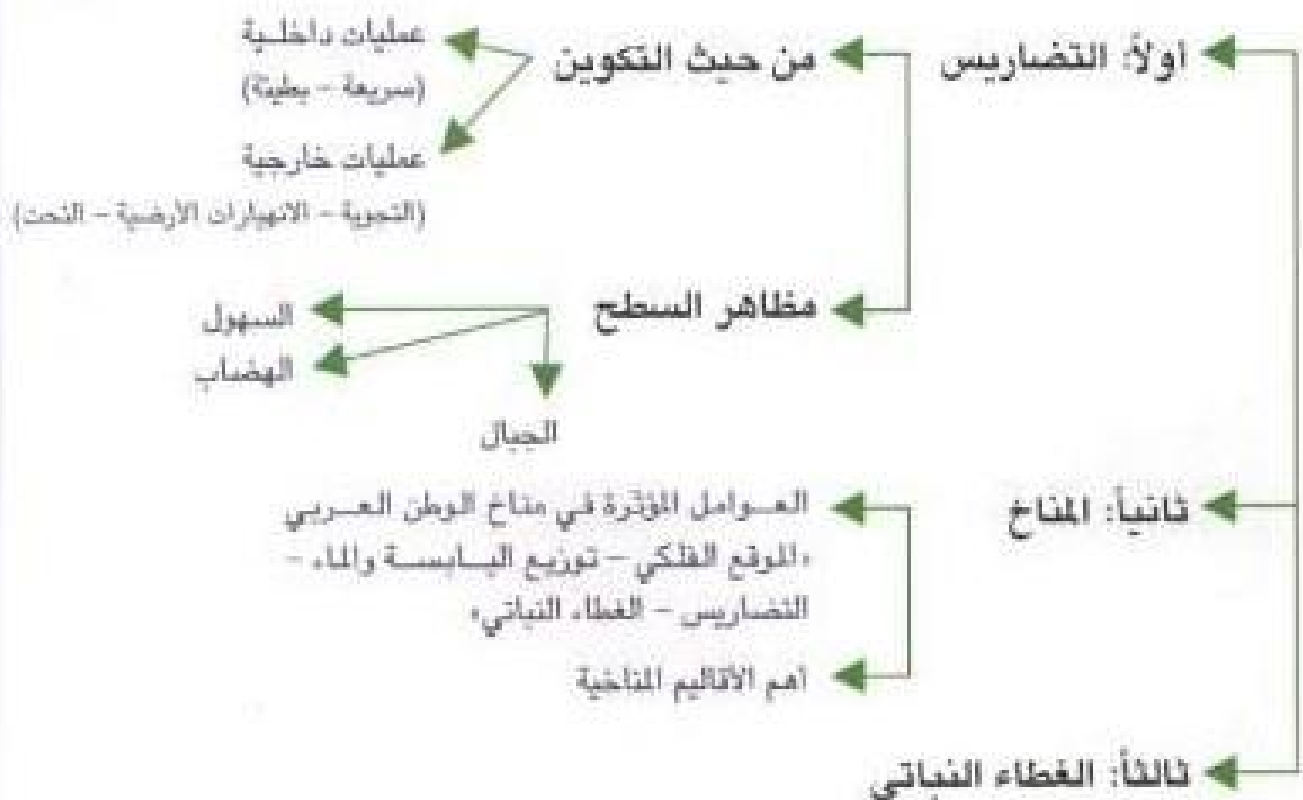 أولاً: التضاريس
من حيث التكوين
عمليات داخلية
(سريعة – بطيئة)
عمليات خارجية
(التجوية – الانهيارات الأرضية – النحت)
مظاهر السطح
السهول
الهضاب
الجبال
ثانياً: المناخ
العوامل المؤثرة في مناخ الوطن العربي
«الموقع الفلكي – توزيع اليابسة والماء –
التضاريس – الغطاء النباتي»
أهم الأقاليم المناخية
ثالثاً: الغطاء النباتي